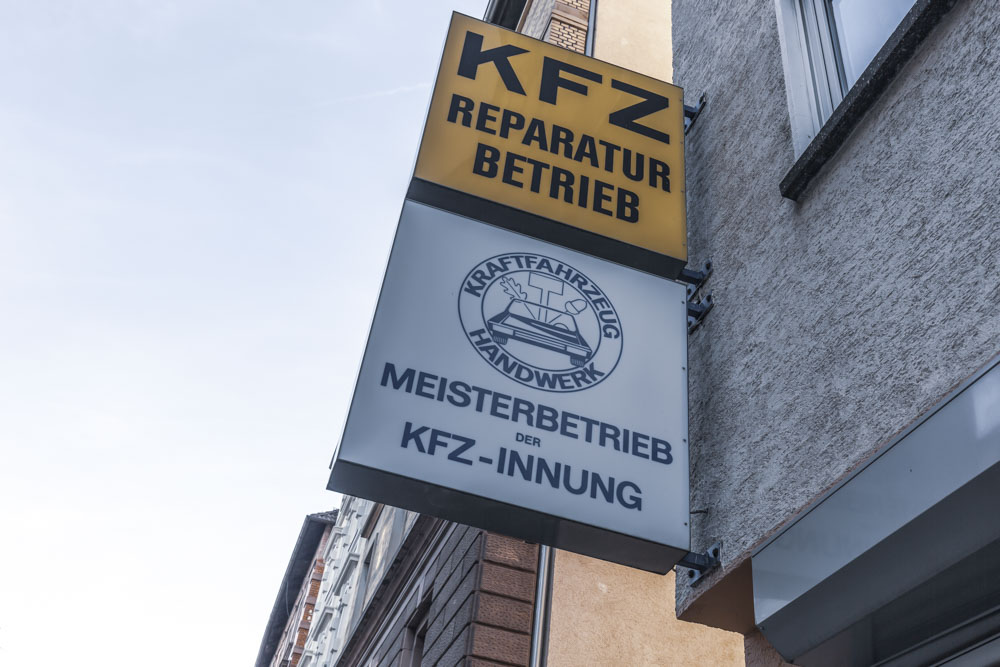 KFZ
REPARATUR
BETRIEB
KRAFTFAHRZEUG
HANDWERK
MEISTERBETRIEB
DER
KFZ-INNUNG